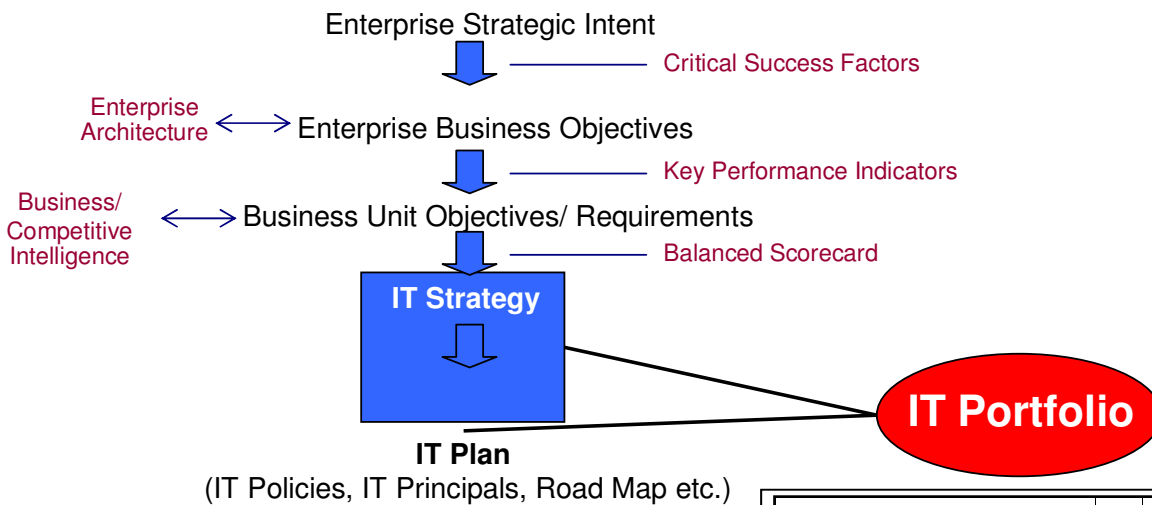 Enterprise Strategic Intent
Critical Success Factors
Enterprise
Architecture
Enterprise Business Objectives
Key Performance Indicators
Business/
Competitive
Intelligence
Business Unit Objectives/ Requirements
Balanced Scorecard
IT Strategy
IT Portfolio
IT Plan
(IT Policies, IT Principals, Road Map etc.)